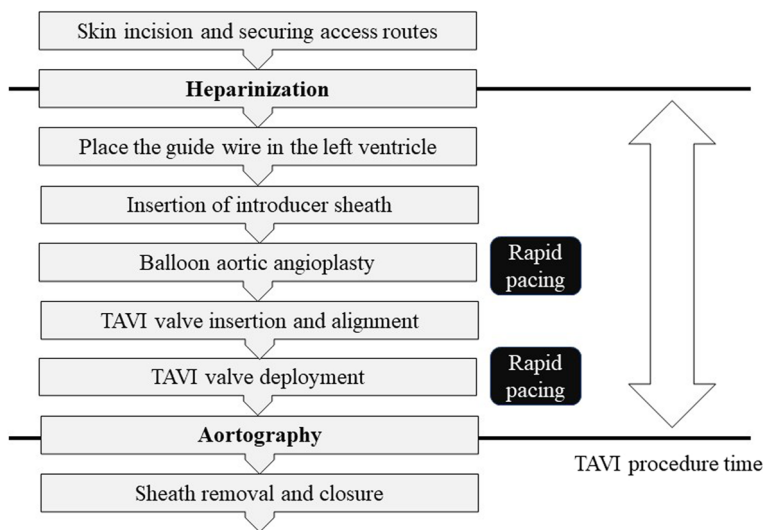 Skin incision and securing access routes
Heparinization
Place the guide wire in the left ventricle
Insertion of introducer sheath
Balloon aortic angioplasty
Rapid
pacing
TAVI valve insertion and alignment
TAVI valve deployment
Rapid
pacing
Aortography
TAVI procedure time
Sheath removal and closure